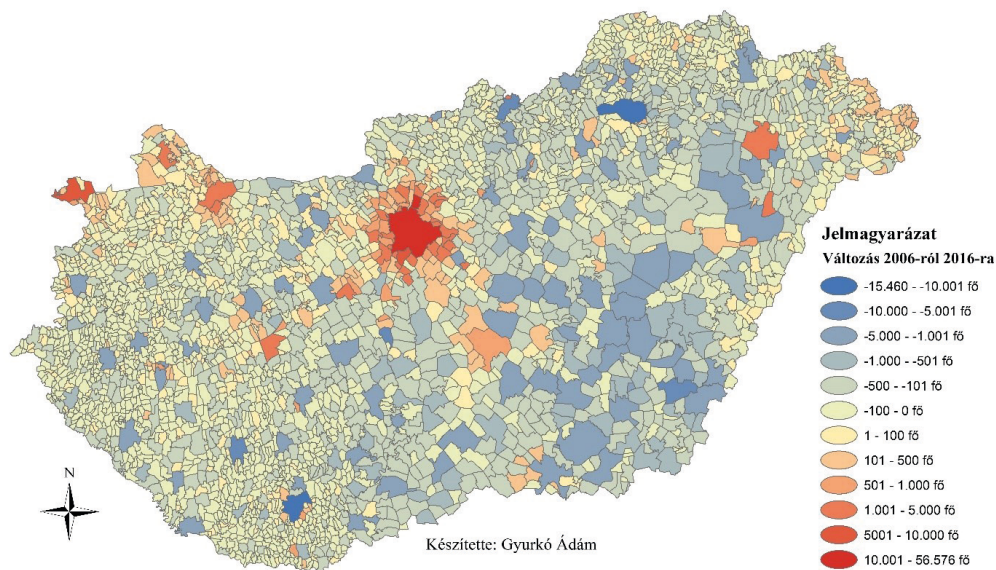 N
Készítette: Gyurkó Ádám
Jelmagyarázat
Változás 2006-ról 2016-ra
-15.460 - -10.001 fő
-10.000 - -5.001 fő
-5.000 - -1.001 fő
-1.000 - -501 fő
-500 - -101 fő
-100 - 0 fő
1 - 100 fő
101 - 500 fő
501 - 1.000 fő
1.001 - 5.000 fő
5001 - 10.000 fő
10.001 - 56.576 fő